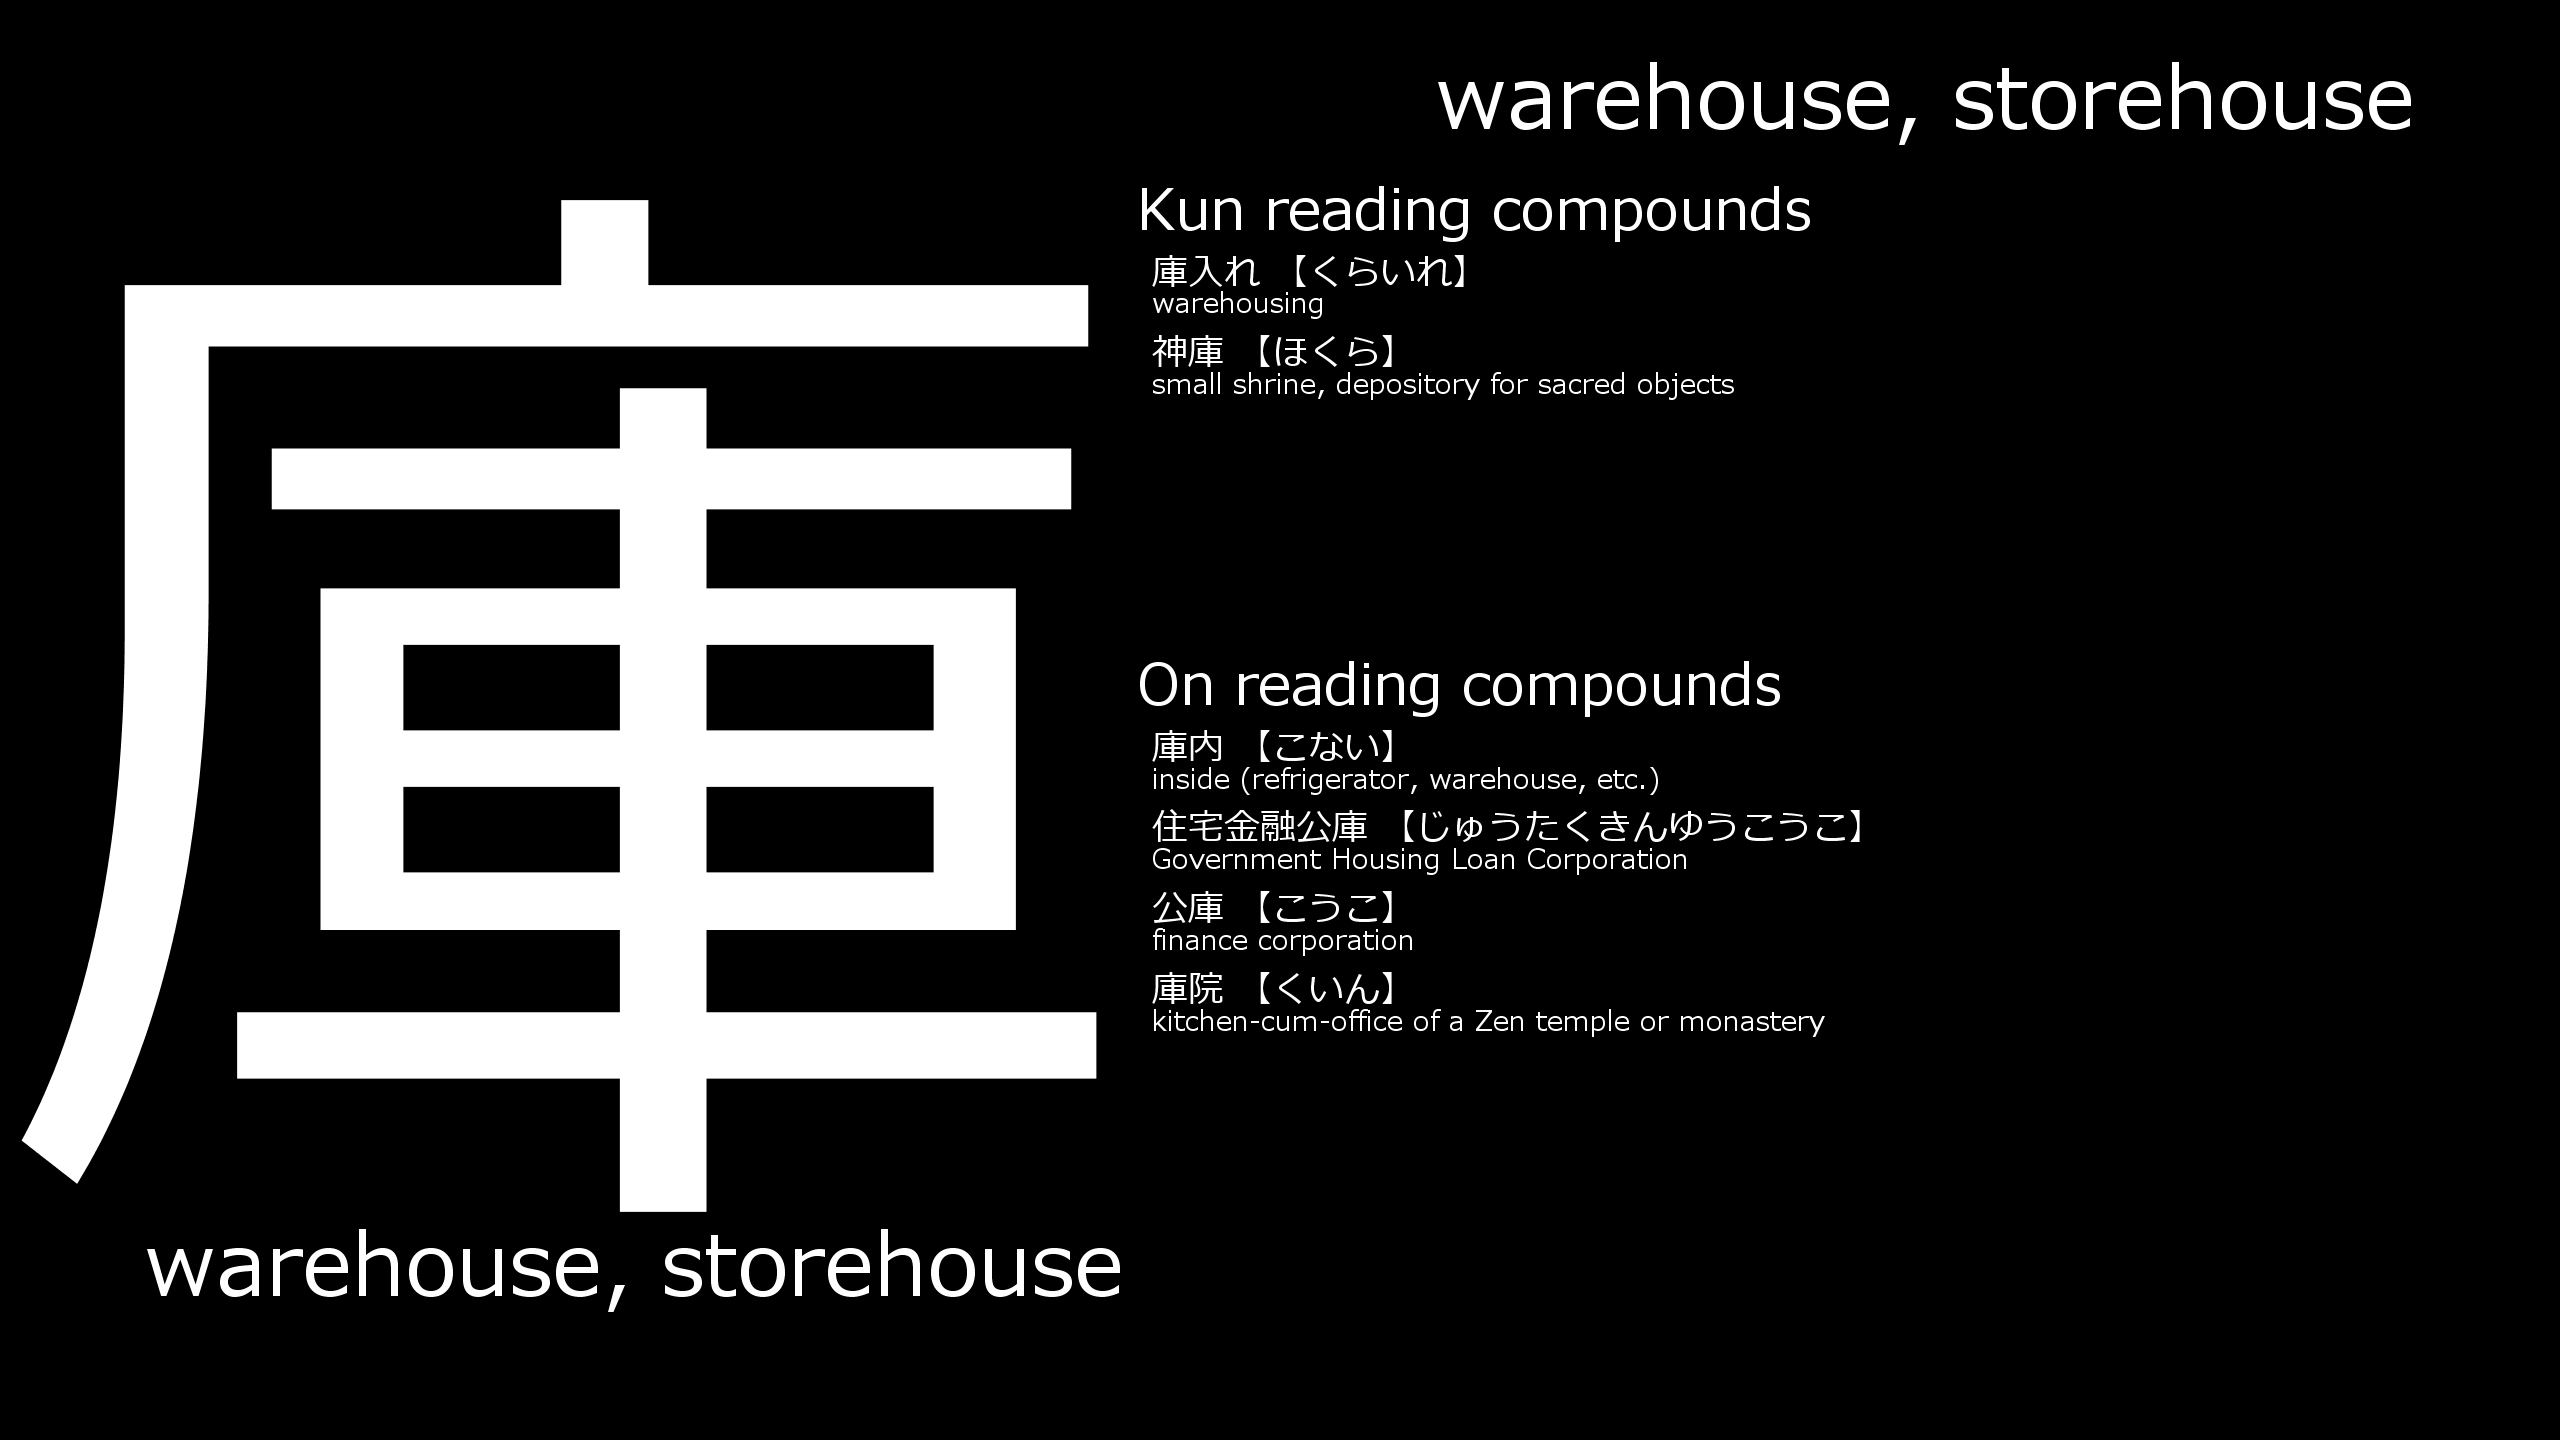 warehouse, storehouse
庫
warehouse, storehouse
Kun reading compounds
庫入れ 【くらいれ】
warehousing
神庫 【ほくら】
small shrine, depository for sacred objects
On reading compounds
庫内 【こない】
inside (refrigerator, warehouse, etc.)
住宅金融公庫 【じゅうたくきんゆうこうこ】
Government Housing Loan Corporation
公庫 【こうこ】
finance corporation
庫院 【くいん】
kitchen-cum-office of a Zen temple or monastery